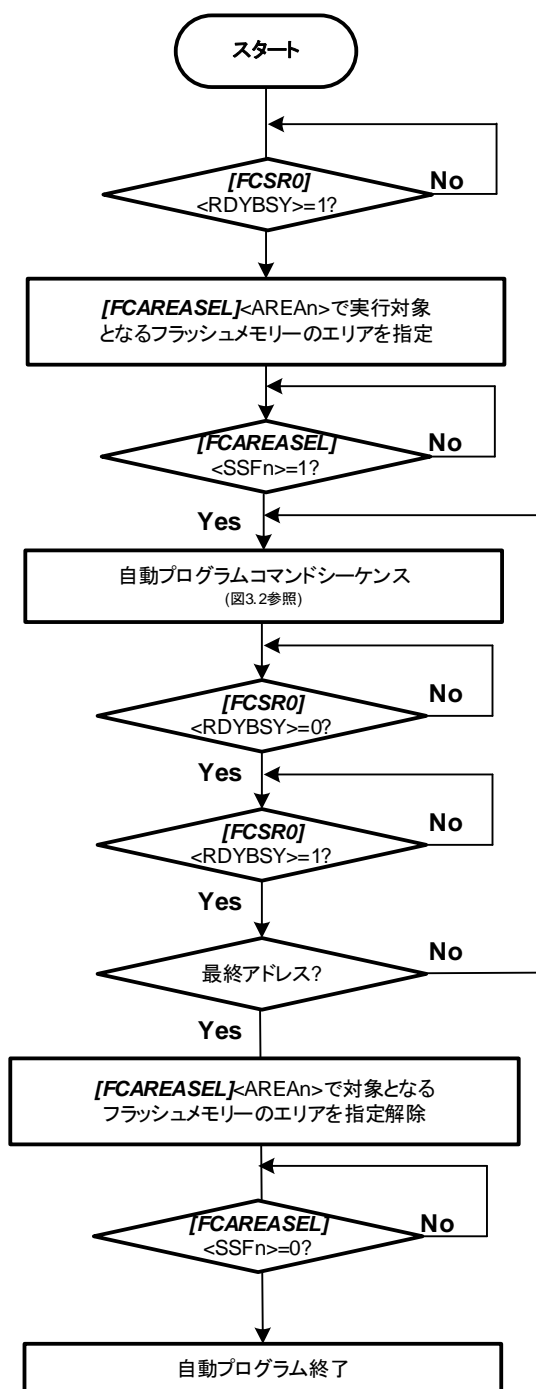 スタート
[FCSR0]
<RDYBSY>=1?
No
[FCAREASEL]<AREAn>で実行対象
となるフラッシュメモリーのエリアを指定
[FCAREASEL]
<SSFn>=1?
No
Yes
自動プログラムコマンドシーケンス
(図3.2参照)
[FCSR0]
<RDYBSY>=0?
No
Yes
[FCSR0]
<RDYBSY>=1?
No
Yes
最終アドレス?
No
Yes
[FCAREASEL]<AREAn>で対象となる
フラッシュメモリーのエリアを指定解除
[FCAREASEL]
<SSFn>=0?
No
自動プログラム終了